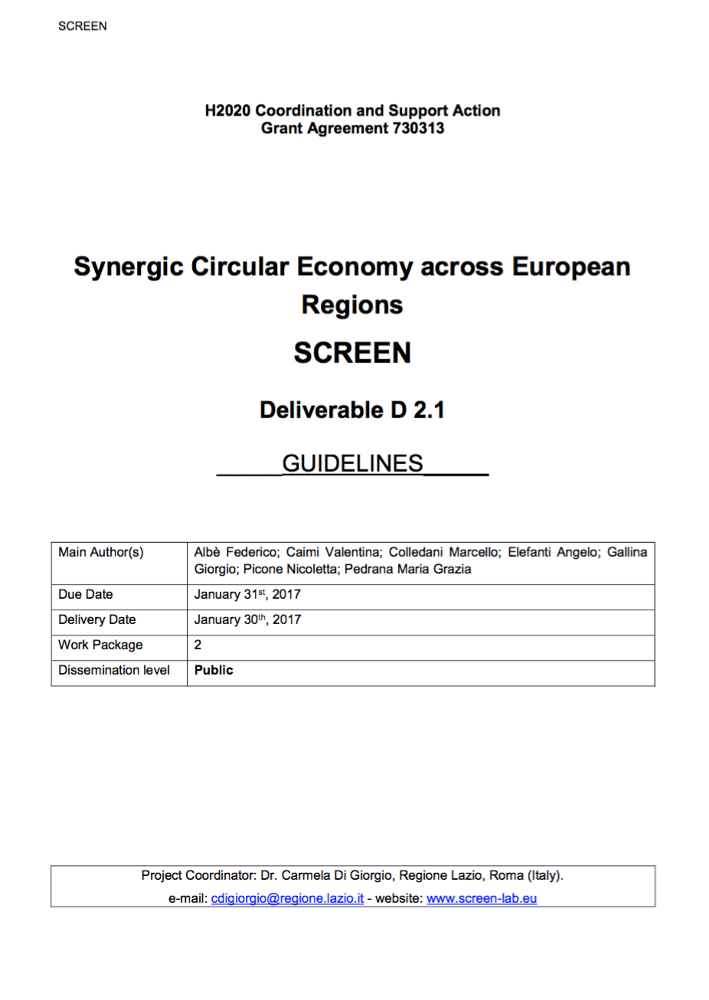 SCREEN
H2020 Coordination and Support Action
Grant Agreement 730313
Synergic Circular Economy across European
Regions
SCREEN
Deliverable D 2.1
_____GUIDELINES_____
Main Author(s)
Albè Federico; Caimi Valentina; Colledani Marcello; Elefanti Angelo; Gallina
Giorgio; Picone Nicoletta; Pedrana Maria Grazia
Due Date
January 31st, 2017
Delivery Date
January 30th, 2017
Work Package
2
Dissemination level
Public
Project Coordinator: Dr. Carmela Di Giorgio, Regione Lazio, Roma (Italy).
e-mail: cdigiorgio@regione.lazio.it - website: www.screen-lab.eu